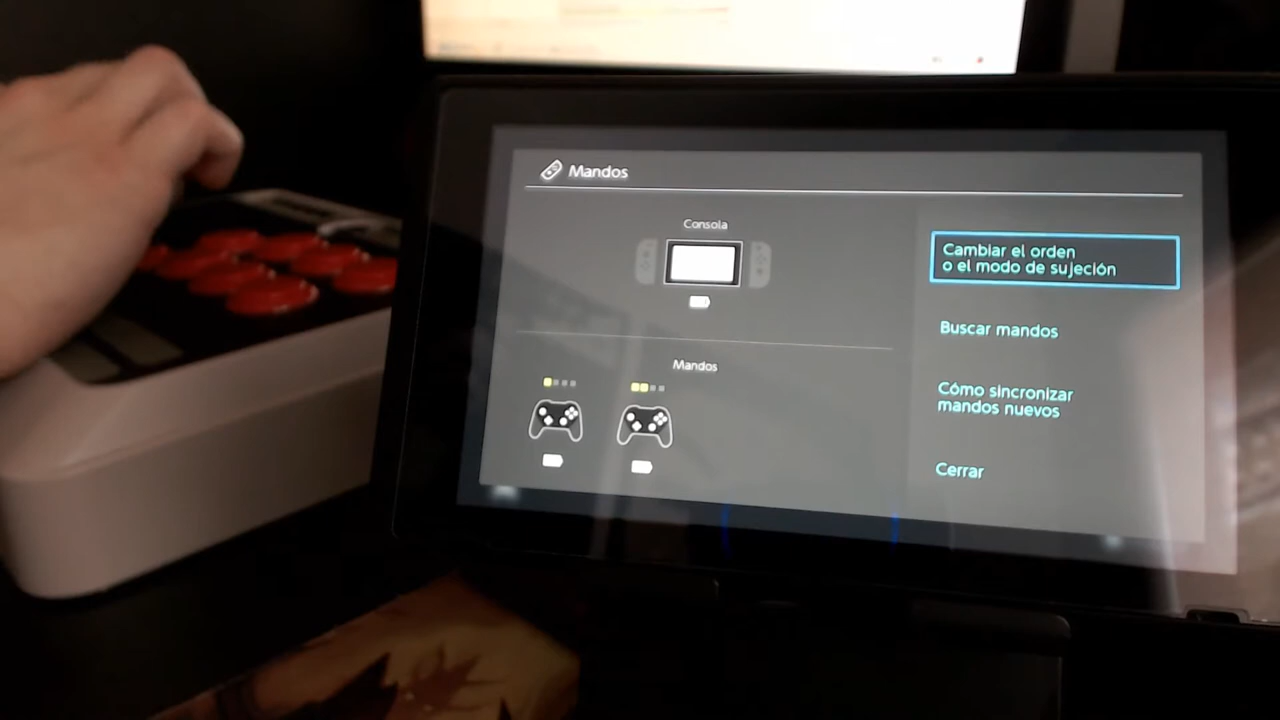 Mandos
Consola
Mandos
Cambiar el orden
o el modo de sujeción
Buscar mandos
Cómo sincronizar
mandos nuevos
Cerrar